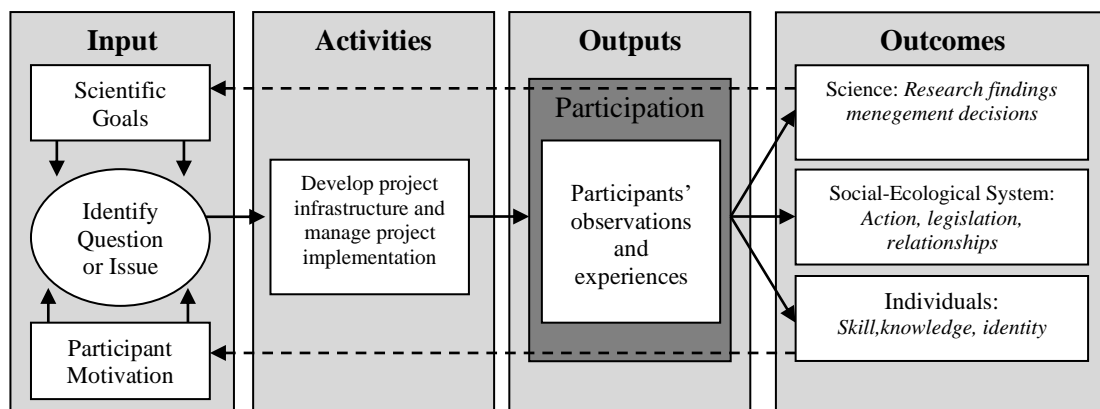 Input
Scientific
Goals
Identify
Question
or Issue
Participant
Motivation
Activities
Develop project
infrastructure and
manage project
implementation
Outputs
Participation
Participants’
observations
and
experiences
Outcomes
Science: Research findings
menegement decisions
Social-Ecological System:
Action, legislation,
relationships
Individuals:
Skill,knowledge, identity